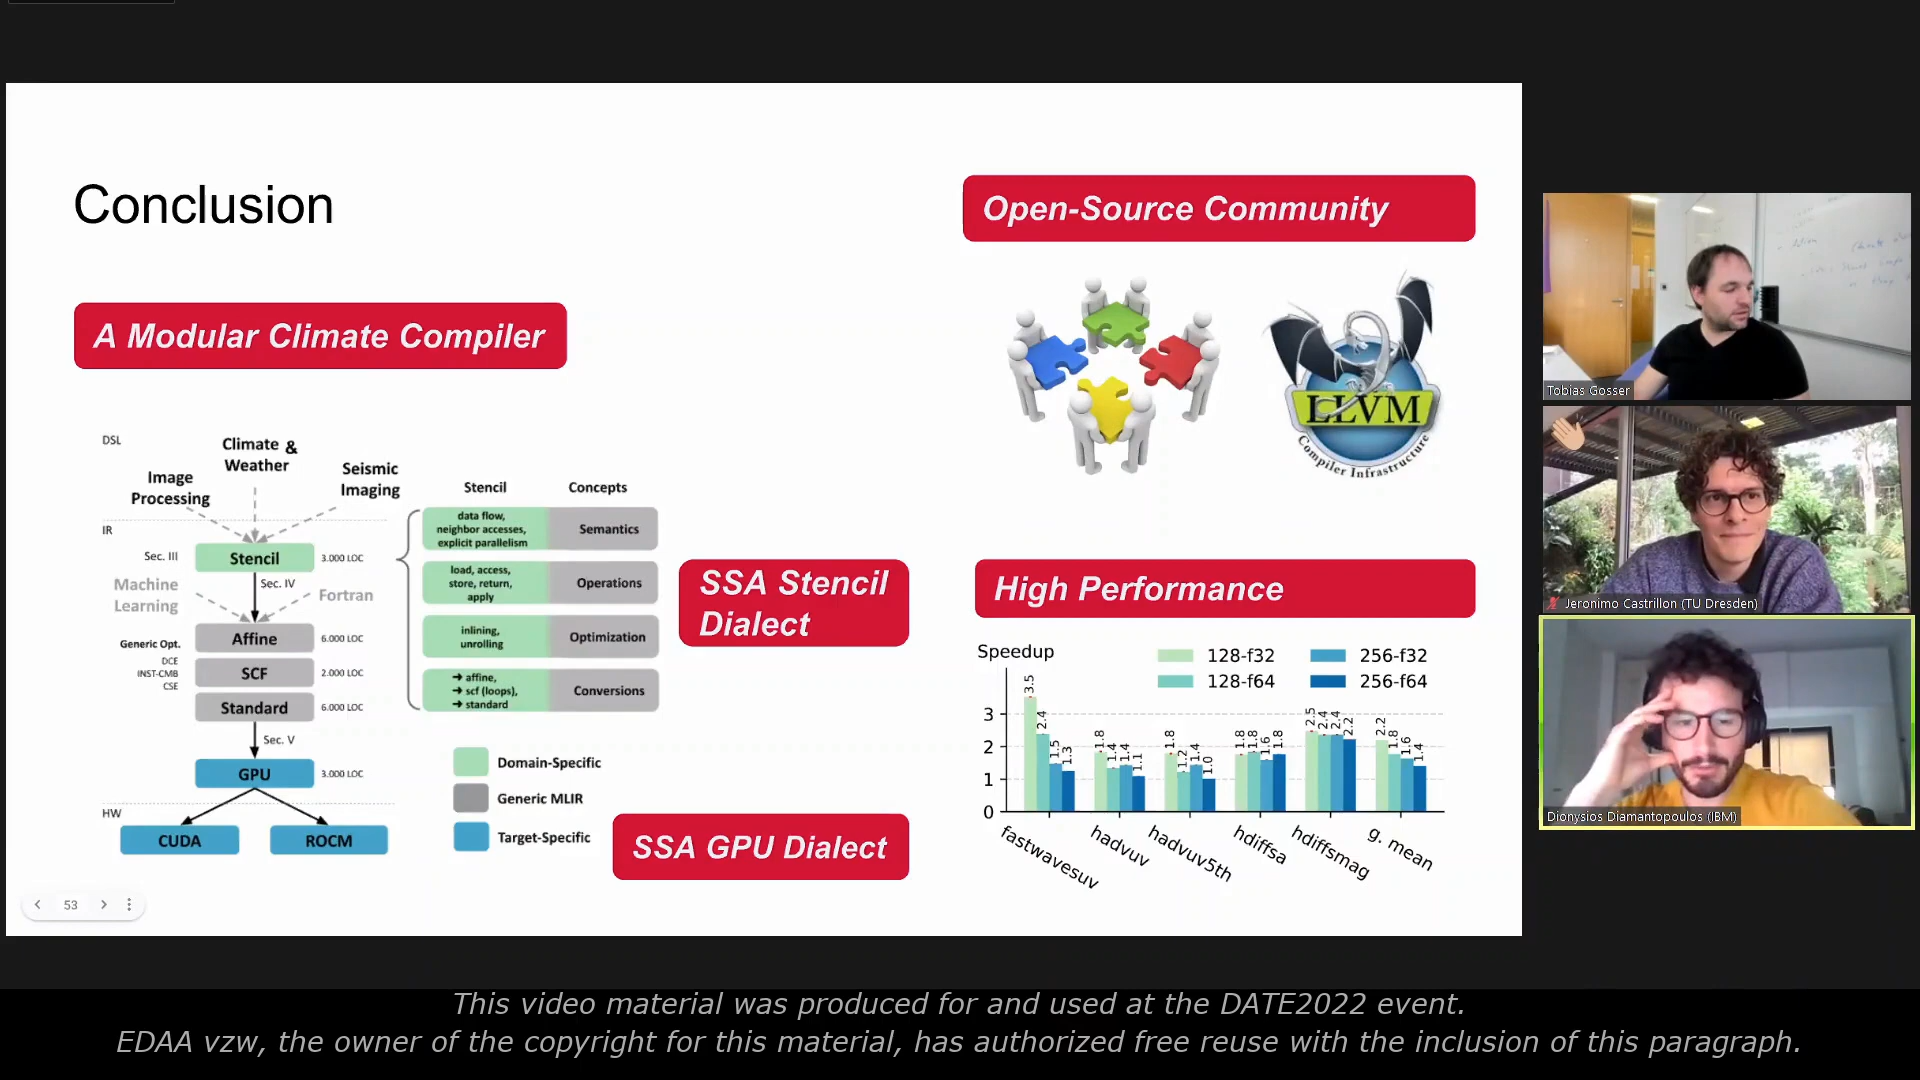 Conclusion
Open-Source Community
A Modular Climate Compiler
LLVM
Compiler Infrastructure
DSL
Climate &
Weather
Image
Processing
Seismic
Imaging
IR
Sec. III
Stencil
3.000 LOC
Sec. IV
Machine
Learning
Fortran
Generic Opt.
DCE
INST-CMB
CSE
Affine
6.000 LOC
SCF
2.000 LOC
Standard
6.000 LOC
Sec. V
GPU
3.000 LOC
HW
CUDA
ROCM
Stencil
Concepts
data flow,
neighbor accesses,
explicit parallelism
Semantics
load, access,
store, return,
apply
Operations
inlining,
unrolling
Optimization
➔ affine,
➔ scf (loops),
➔ standard
Conversions
Domain-Specific
Generic MLIR
Target-Specific
SSA Stencil
Dialect
SSA GPU Dialect
High Performance
Speedup
128-f32
128-f64
256-f32
256-f64
3
2
1
0
3.5
2.4
1.5
1.3
1.8
1.4
1.4
1.1
1.8
1.2
1.4
1.0
1.8
1.8
1.6
1.8
2.5
2.4
2.4
2.2
2.2
1.8
1.6
1.4
fastwavesuv
hadvuv
hadvuv5th
hdiffsa
hdiffsmag
g. mean
53
Tobias Gosser
Jeronimo Castrillon (TU Dresden)
Dionysios Diamantopoulos (IBM)
This video material was produced for and used at the DATE2022 event.
EDAA vzw, the owner of the copyright for this material, has authorized free reuse with the inclusion of this paragraph.